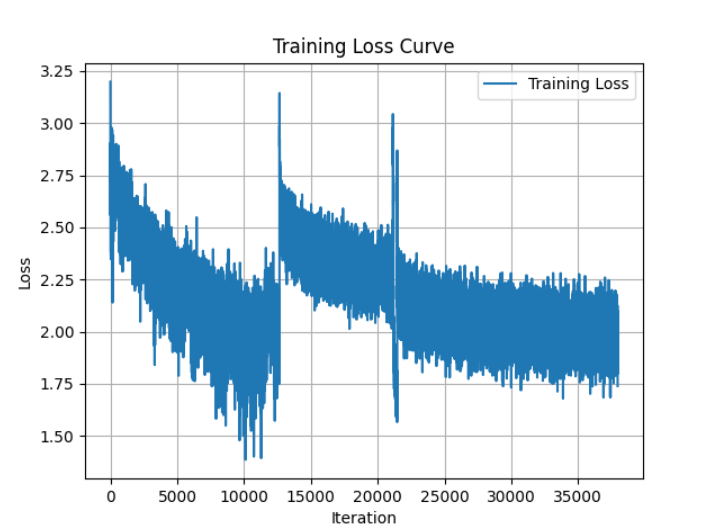 Training Loss Curve
3.25
Training Loss
3.00
2.75
2.50
2.25
2.00
1.75
1.50
Loss
0 5000 10000 15000 20000 25000 30000 35000
Iteration